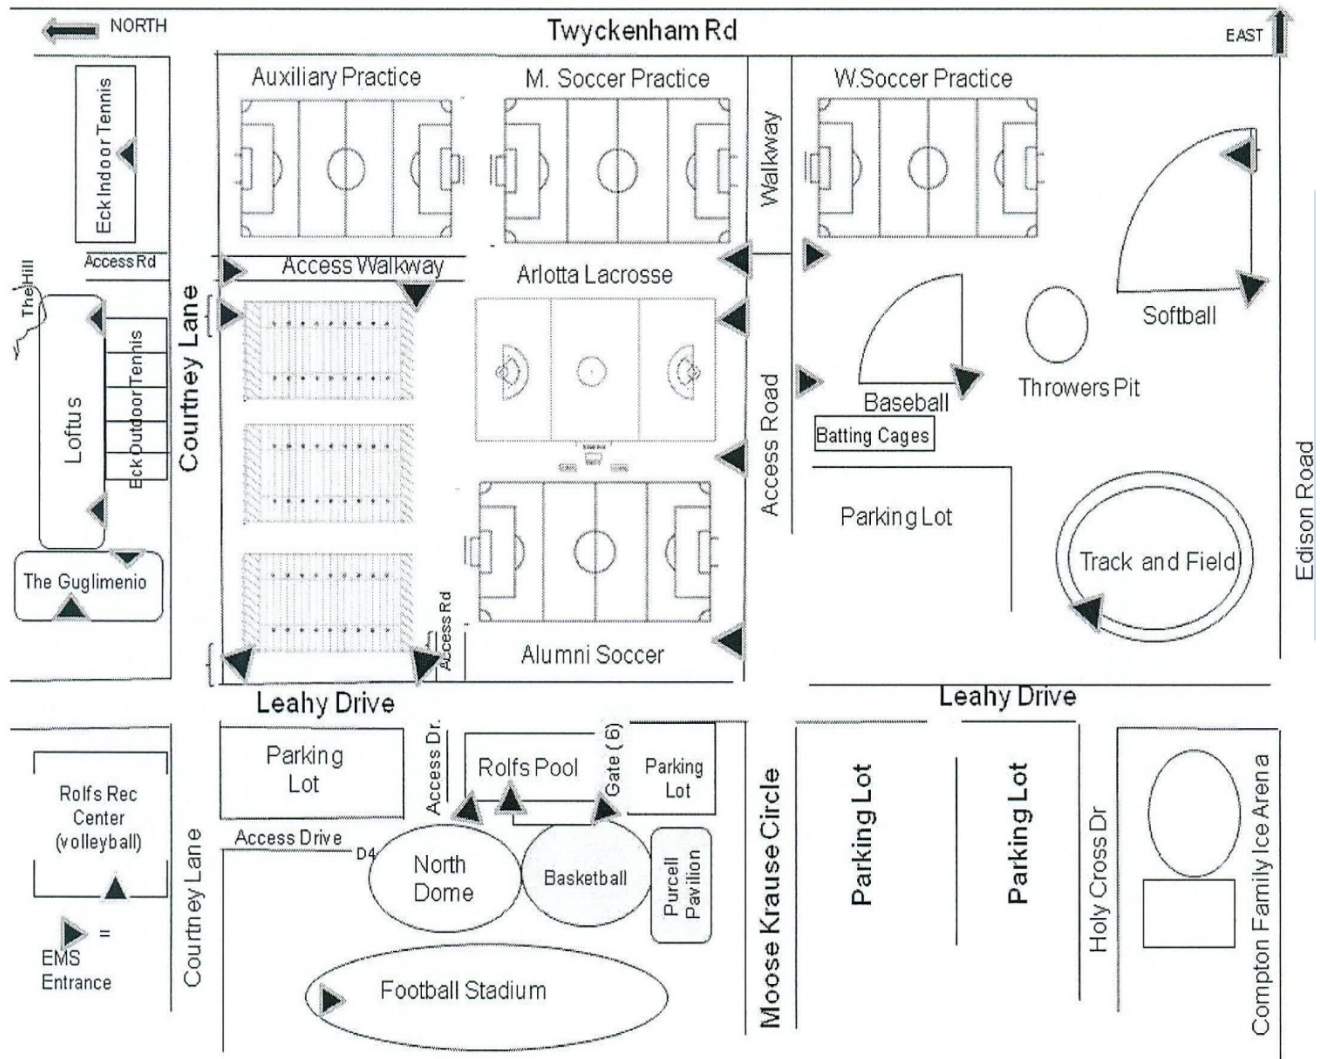 NORTH
Twyckenham Rd
EAST
Auxiliary Practice
M. Soccer Practice
W.Soccer Practice
Eck Indoor Tennis
Walkway
Access Rd
Access Walkway
Arlotta Lacrosse
The Hill
Softball
Courtney Lane
Eck Outdoor Tennis
Loftus
Throwers Pit
Baseball
Batting Cages
Access Road
Parking Lot
Edison Road
Track and Field
The Guglimenio
Access Rd
Alumni Soccer
Leahy Drive
Leahy Drive
Parking
Lot
Access Dr.
Rolfs Pool
Gate (6)
Parking
Lot
Rolfs Rec
Center
(volleyball)
Access Drive
D4
North
Dome
Basketball
Purcell
Pavilion
Moose Krause Circle
Parking Lot
Parking Lot
Holy Cross Dr
Compton Family Ice Arena
Courtney Lane
=
EMS
Entrance
Football Stadium